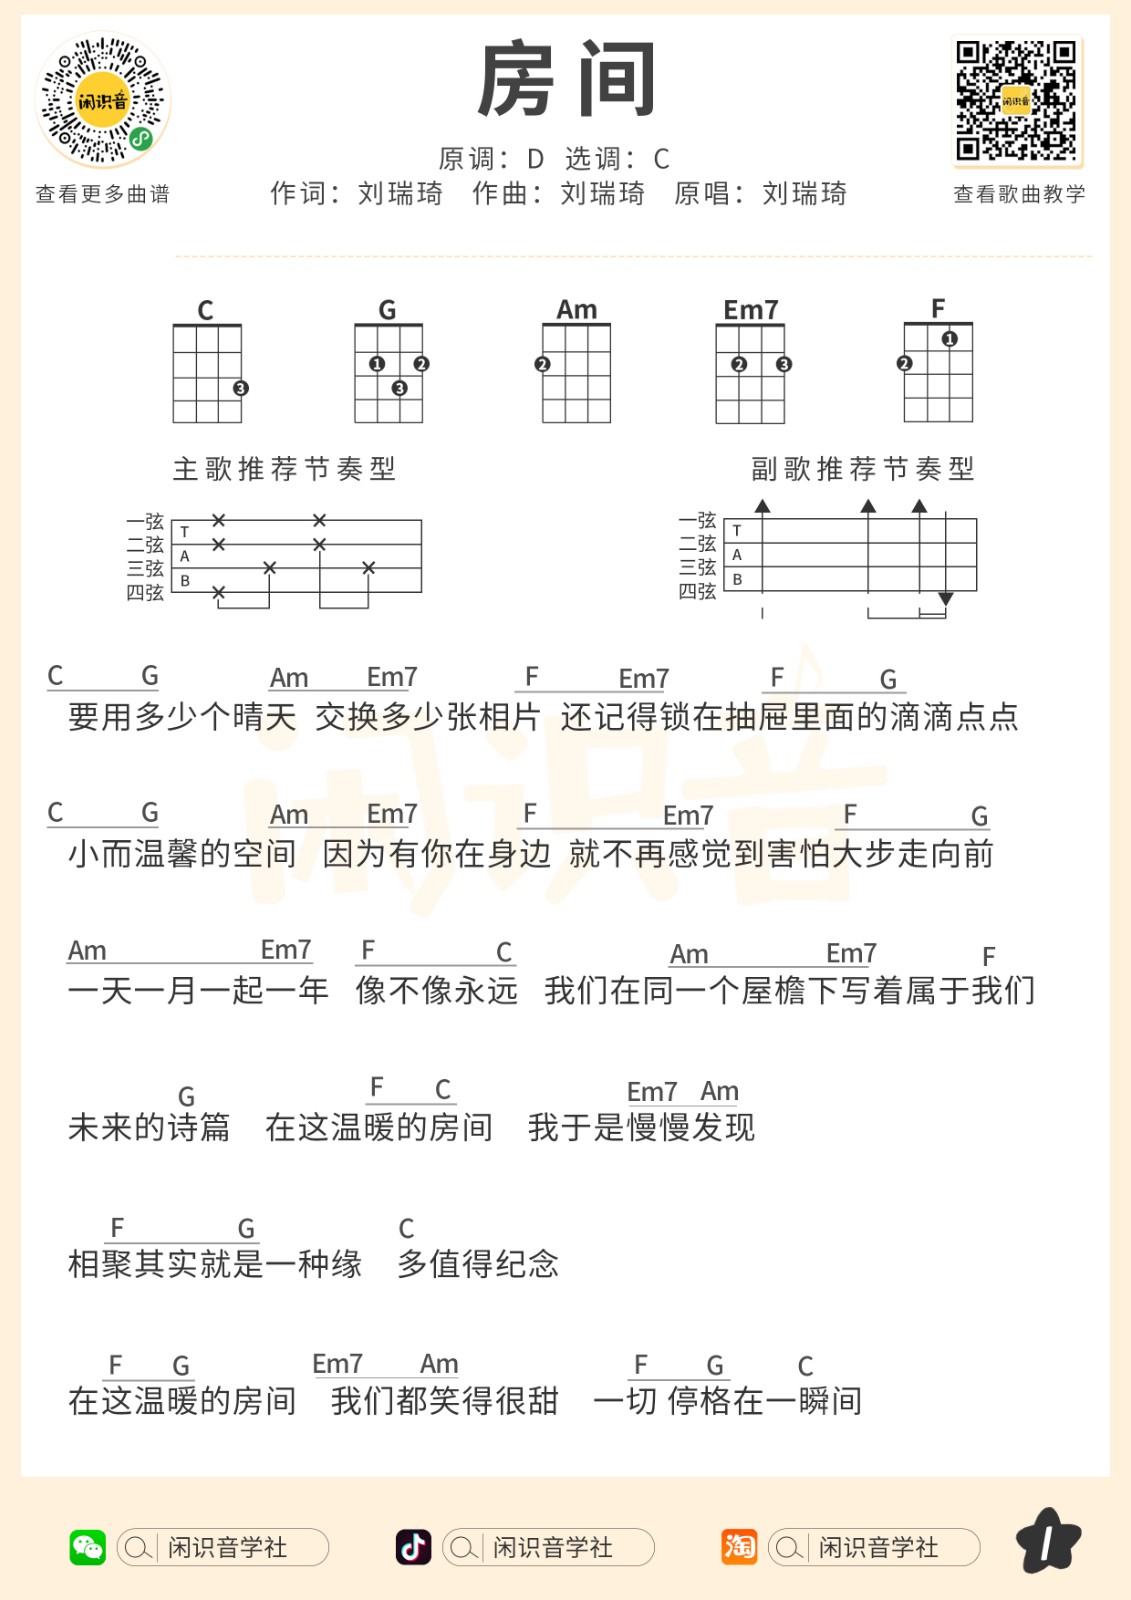 房间
原调：D 选调：C
作词：刘瑞琦 作曲：刘瑞琦 原唱：刘瑞琦
闲识音
查看更多曲谱
闲识音
查看歌曲教学
C G Am Em7 F
3
1 2 3
2
2 3
1 2
主歌推荐节奏型 副歌推荐节奏型
一弦
二弦
三弦
四弦
T
A
B
一弦
二弦
三弦
四弦
T
A
B
C G Am Em7 F Em7 F G
要用多少个晴天 交换多少张相片 还记得锁在抽屉里面的滴滴点点
C G Am Em7 F Em7 F G
小而温馨的空间 因为有你在身边 就不再感觉到害怕大步走向前
Am Em7 F C Am Em7 F
一天一月一起一年 像不像永远 我们在同一个屋檐下写着属于我们
G F C Em7 Am
未来的诗篇 在这温暖的房间 我于是慢慢发现
F G C
相聚其实就是一种缘 多值得纪念
F G Em7 Am F G C
在这温暖的房间 我们都笑得很甜 一切 停格在一瞬间
闲识音
闲识音学社 闲识音学社 淘 闲识音学社 1